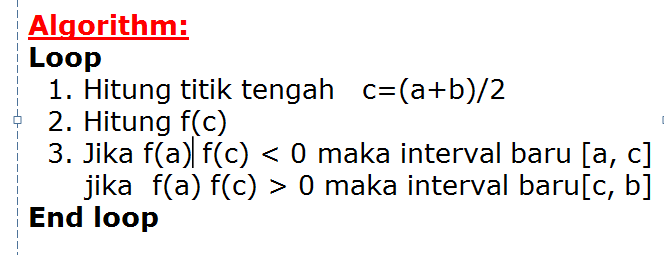 Algorithm:
Loop
1. Hitung titik tengah c=(a+b)/2
2. Hitung f(c)
3. Jika f(a) f(c) < 0 maka interval baru [a, c]
jika f(a) f(c) > 0 maka interval baru[c, b]
End loop